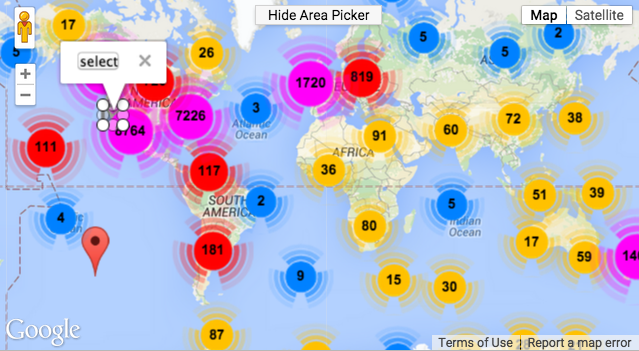 Hide Area Picker
Map
Satellite
17
5
2
5
26
5
select
1720
819
7226
3
Atlantic
Ocean
111
91
60
72
38
AFRICA
117
36
SOUTH
AMERICA
2
51
39
4
5
Indian
Ocean
80
181
17
59
9
15
30
87
Google
Terms of Use
Report a map error